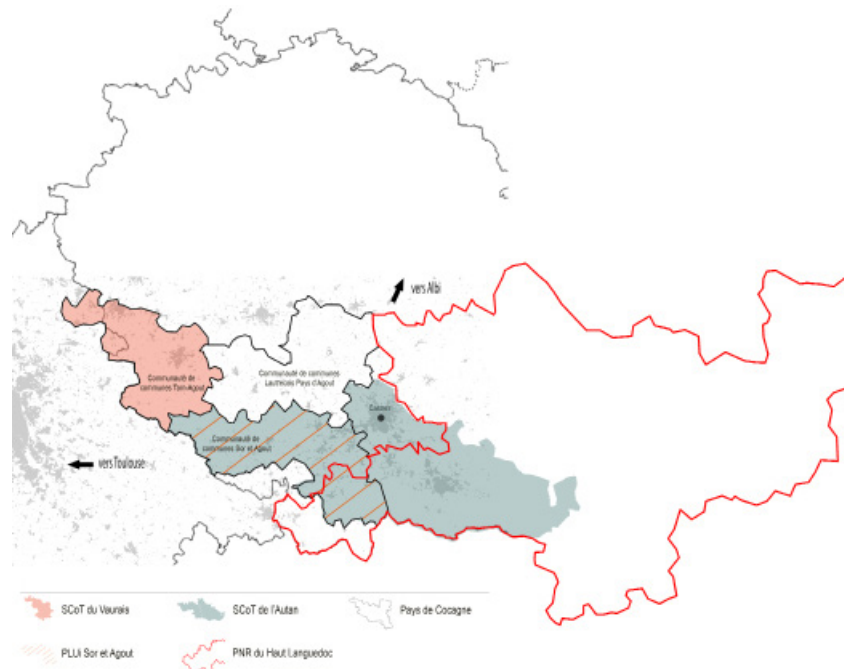 vers Albi
Communauté de
communes Tarn-Agout
Communauté de communes
Lautrécois Pays d'Agout
Castres
Communauté de
communes Sor et Agout
vers Toulouse
SCoT du Vaurais
SCoT de l'Autan
Pays de Cocagne
PLUi Sor et Agout
PNR du Haut Languedoc